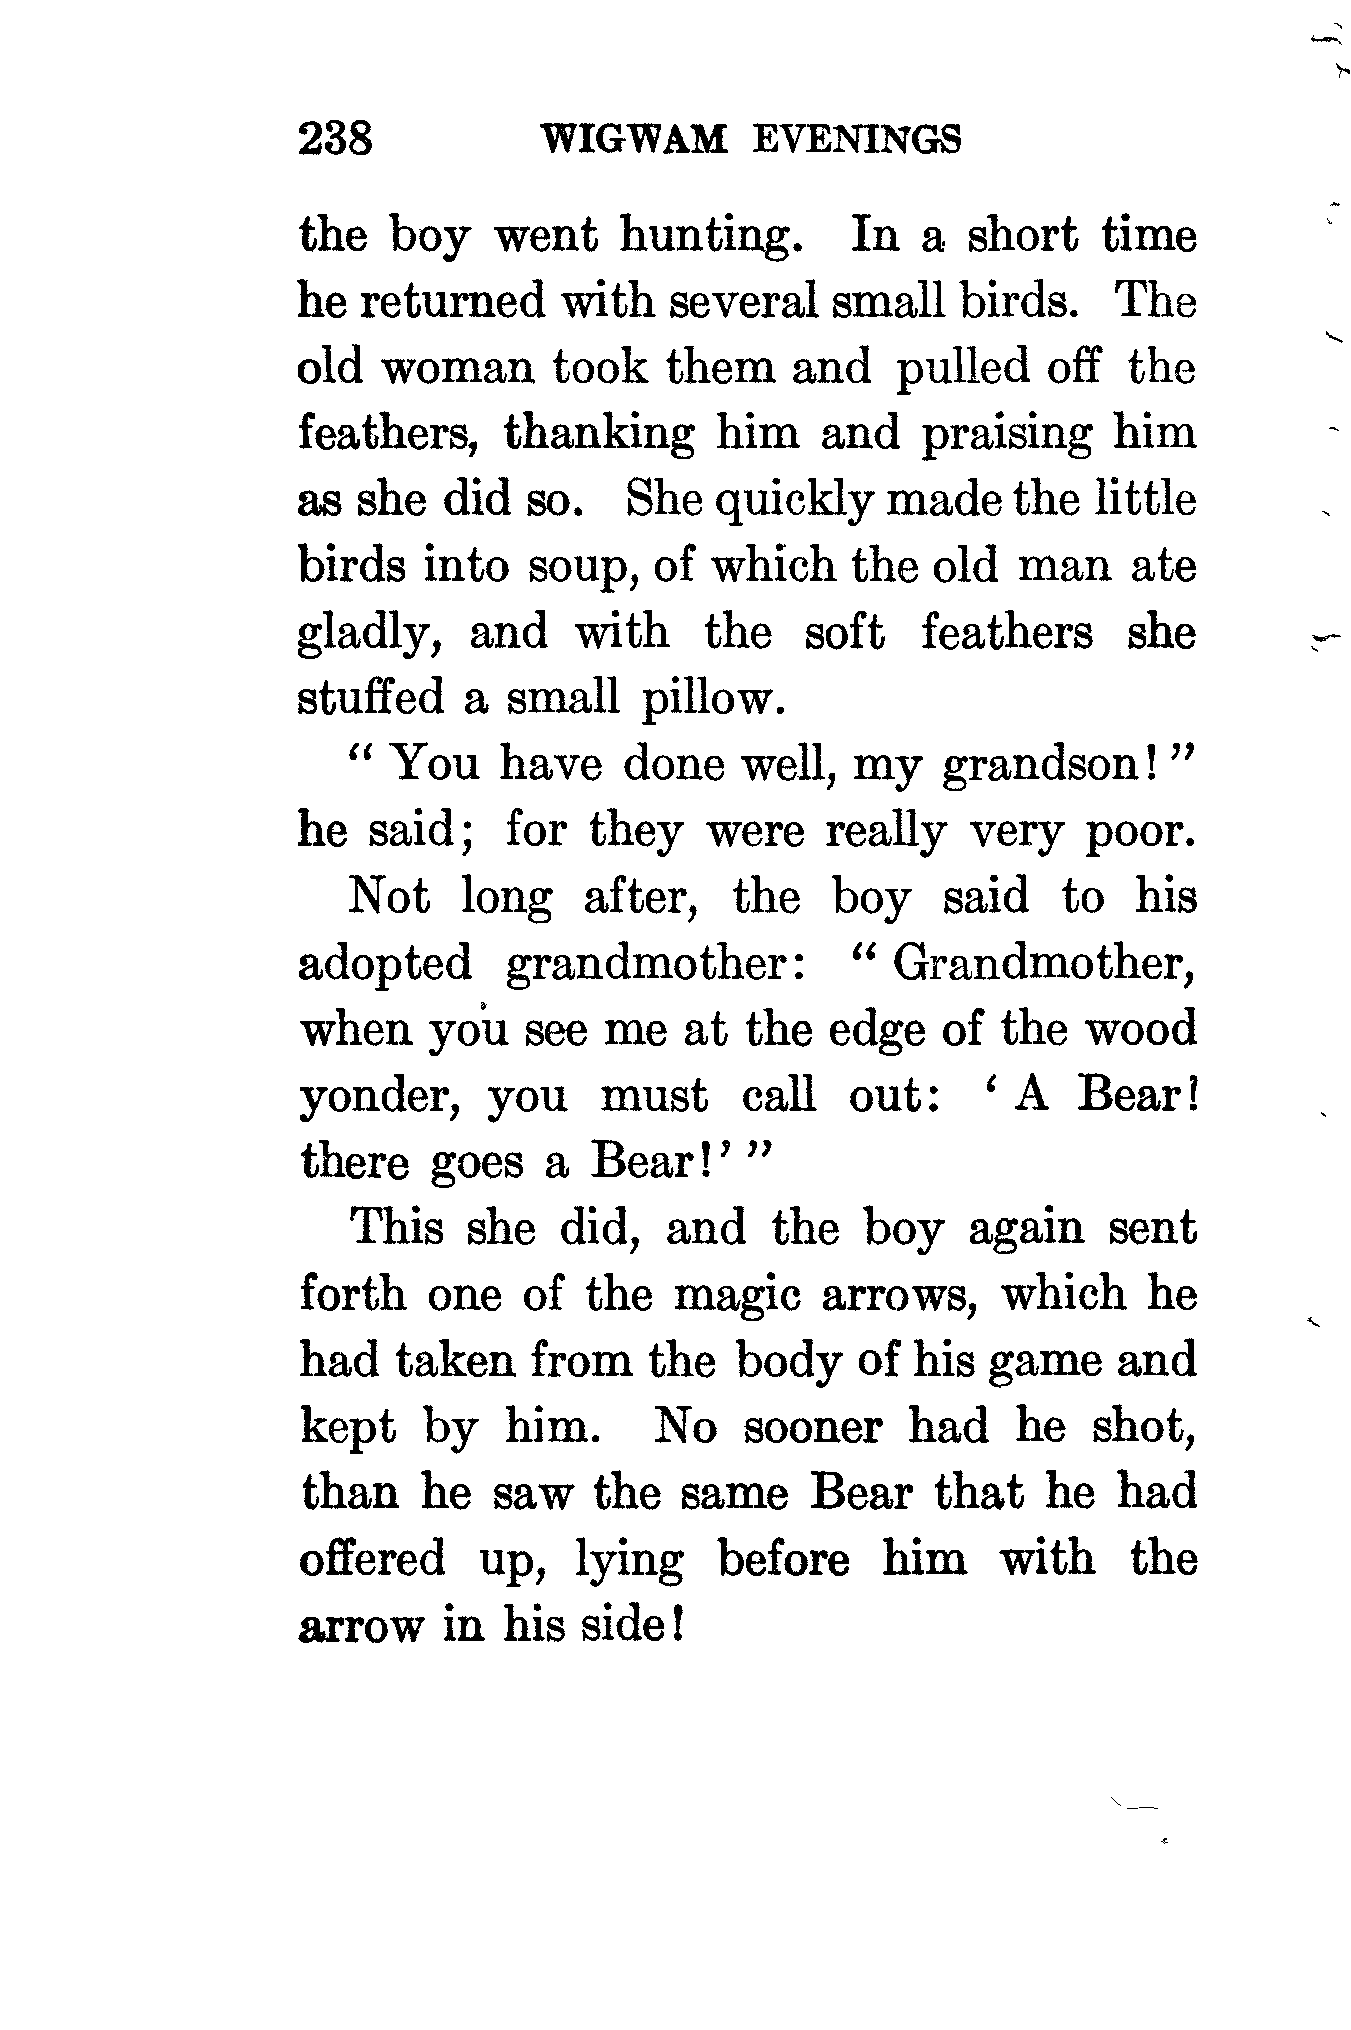 238 WIGWAM EVENINGS
the boy went hunting. In a short time
he returned with several small birds. The
old woman took them and pulled off the
feathers, thanking him and praising him
as she did so. She quickly made the little
birds into soup, of which the old man ate
gladly, and with the soft feathers she
stuffed a small pillow.
“ You have done well, my grandson! ”
he said; for they were really very poor.
Not long after, the boy said to his
adopted grandmother: “ Grandmother,
when you see me at the edge of the wood
yonder, you must call out: ‘ A Bear!
there goes a Bear!’ ”
This she did, and the boy again sent
forth one of the magic arrows, which he
had taken from the body of his game and
kept by him. No sooner had he shot,
than he saw the same Bear that he had
offered up, lying before him with the
arrow in his side!